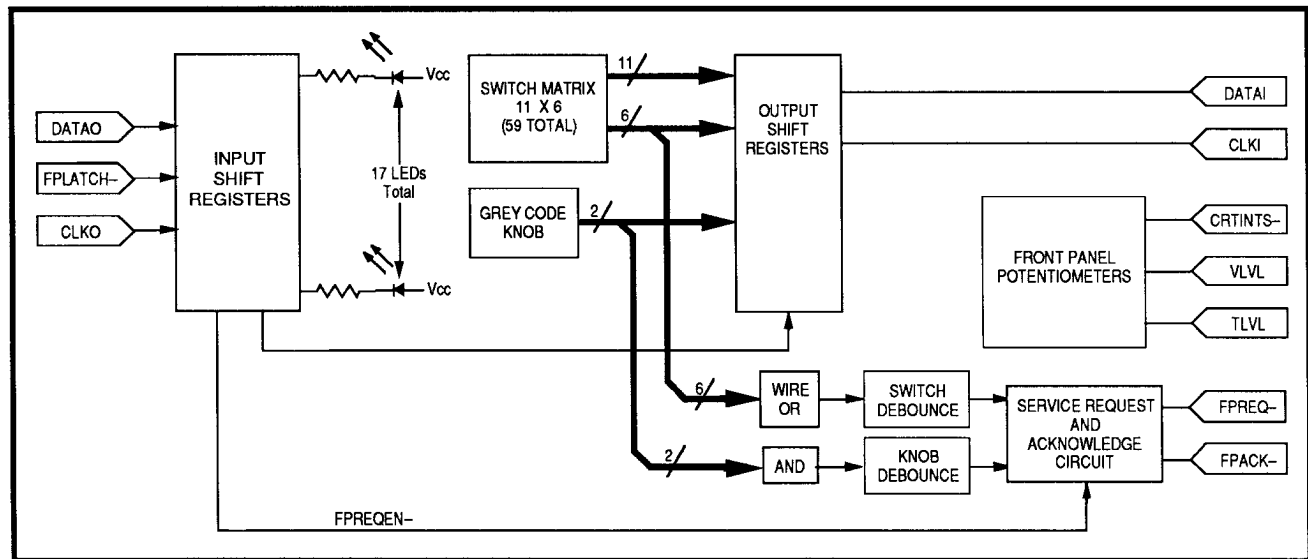 DATAO
FPLATCH–
CLKO
INPUT
SHIFT
REGISTERS
Vcc
17 LEDs
Total
Vcc
SWITCH MATRIX
11 X 6
(59 TOTAL)
11
6
GREY CODE
KNOB
2
OUTPUT
SHIFT
REGISTERS
DATAI
CLKI
FRONT PANEL
POTENTIOMETERS
CRTINTS–
VLVL
TLVL
6
WIRE
OR
SWITCH
DEBOUNCE
2
AND
KNOB
DEBOUNCE
SERVICE REQUEST
AND
ACKNOWLEDGE
CIRCUIT
FPREQ–
FPACK–
FPREQEN–